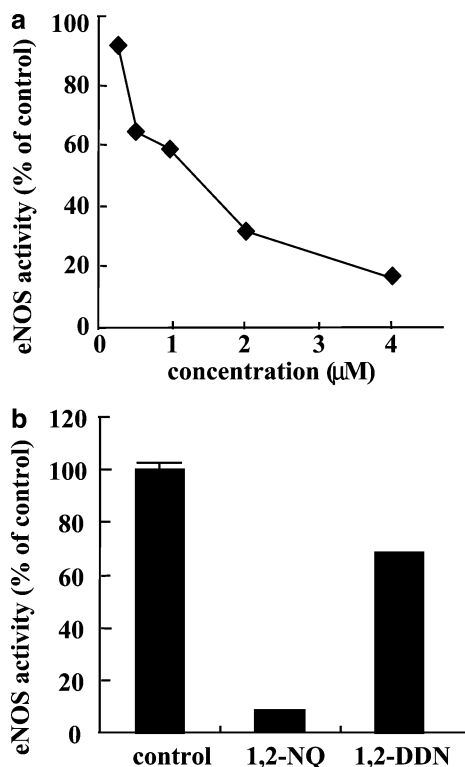 a
eNOS activity (% of control)
100
80
60
40
20
0
0 1 2 3 4
concentration (μM)
b
eNOS activity (% of control)
120
100
80
60
40
20
0
control 1,2-NQ 1,2-DDN